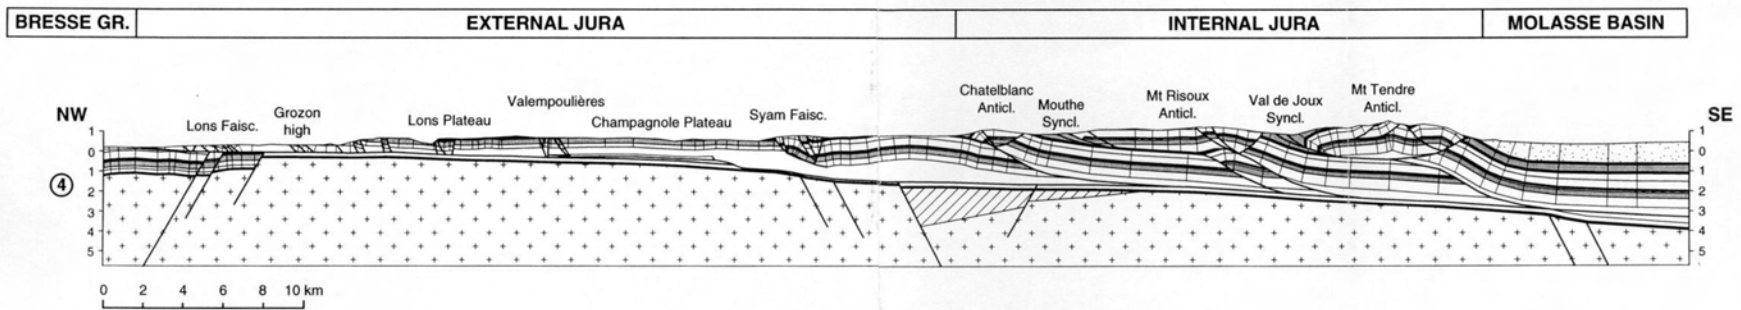 BRESSE GR. EXTERNAL JURA INTERNAL JURA MOLASSE BASIN
NW
Lons Faisc.
Grozon
high
Lons Plateau
Valempoulières
Champagnole Plateau
Syam Faisc.
Chatelblanc
Anticl.
Mouthe
Syncl.
Mt Risoux
Anticl.
Val de Joux
Syncl.
Mt Tendre
Anticl.
SE
1
0
1
2
3
4
5
4
1
0
1
2
3
4
5
0 2 4 6 8 10 km